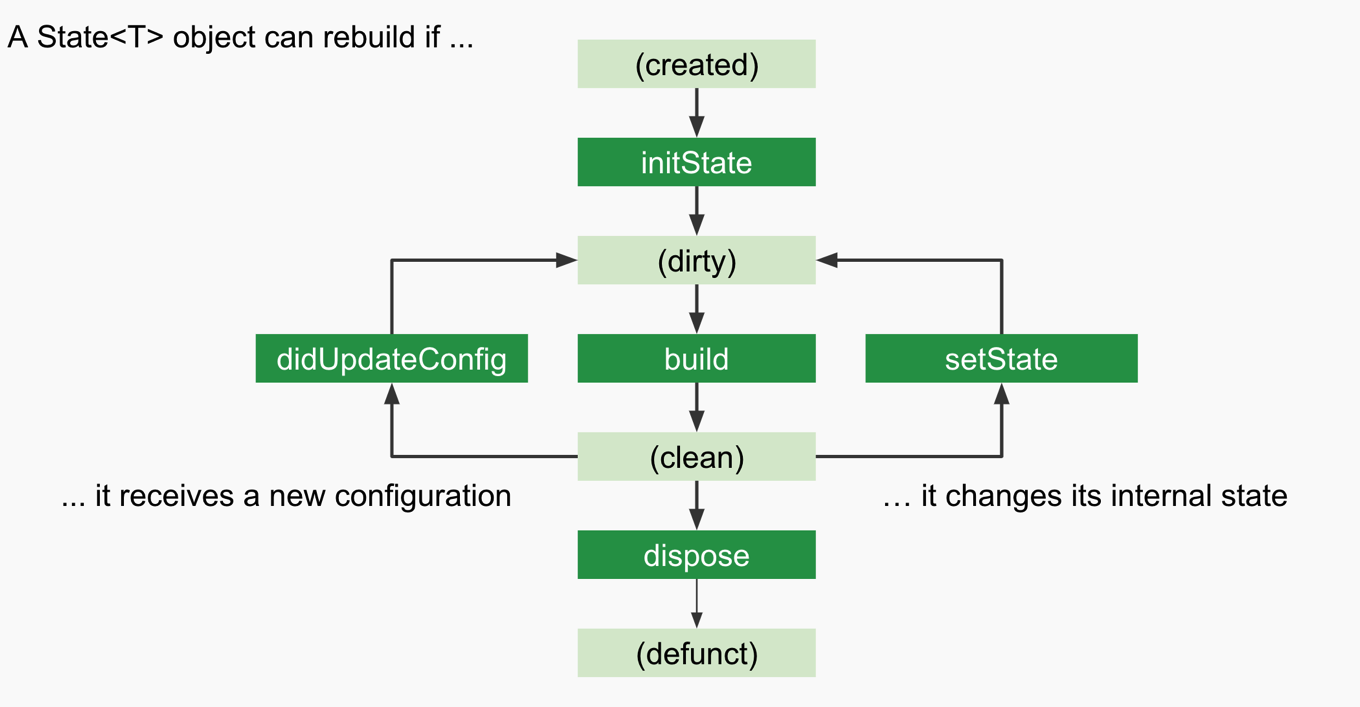 A State<T> object can rebuild if ...
(created)
initState
(dirty)
didUpdateConfig
build
setState
(clean)
... it receives a new configuration
… it changes its internal state
dispose
(defunct)